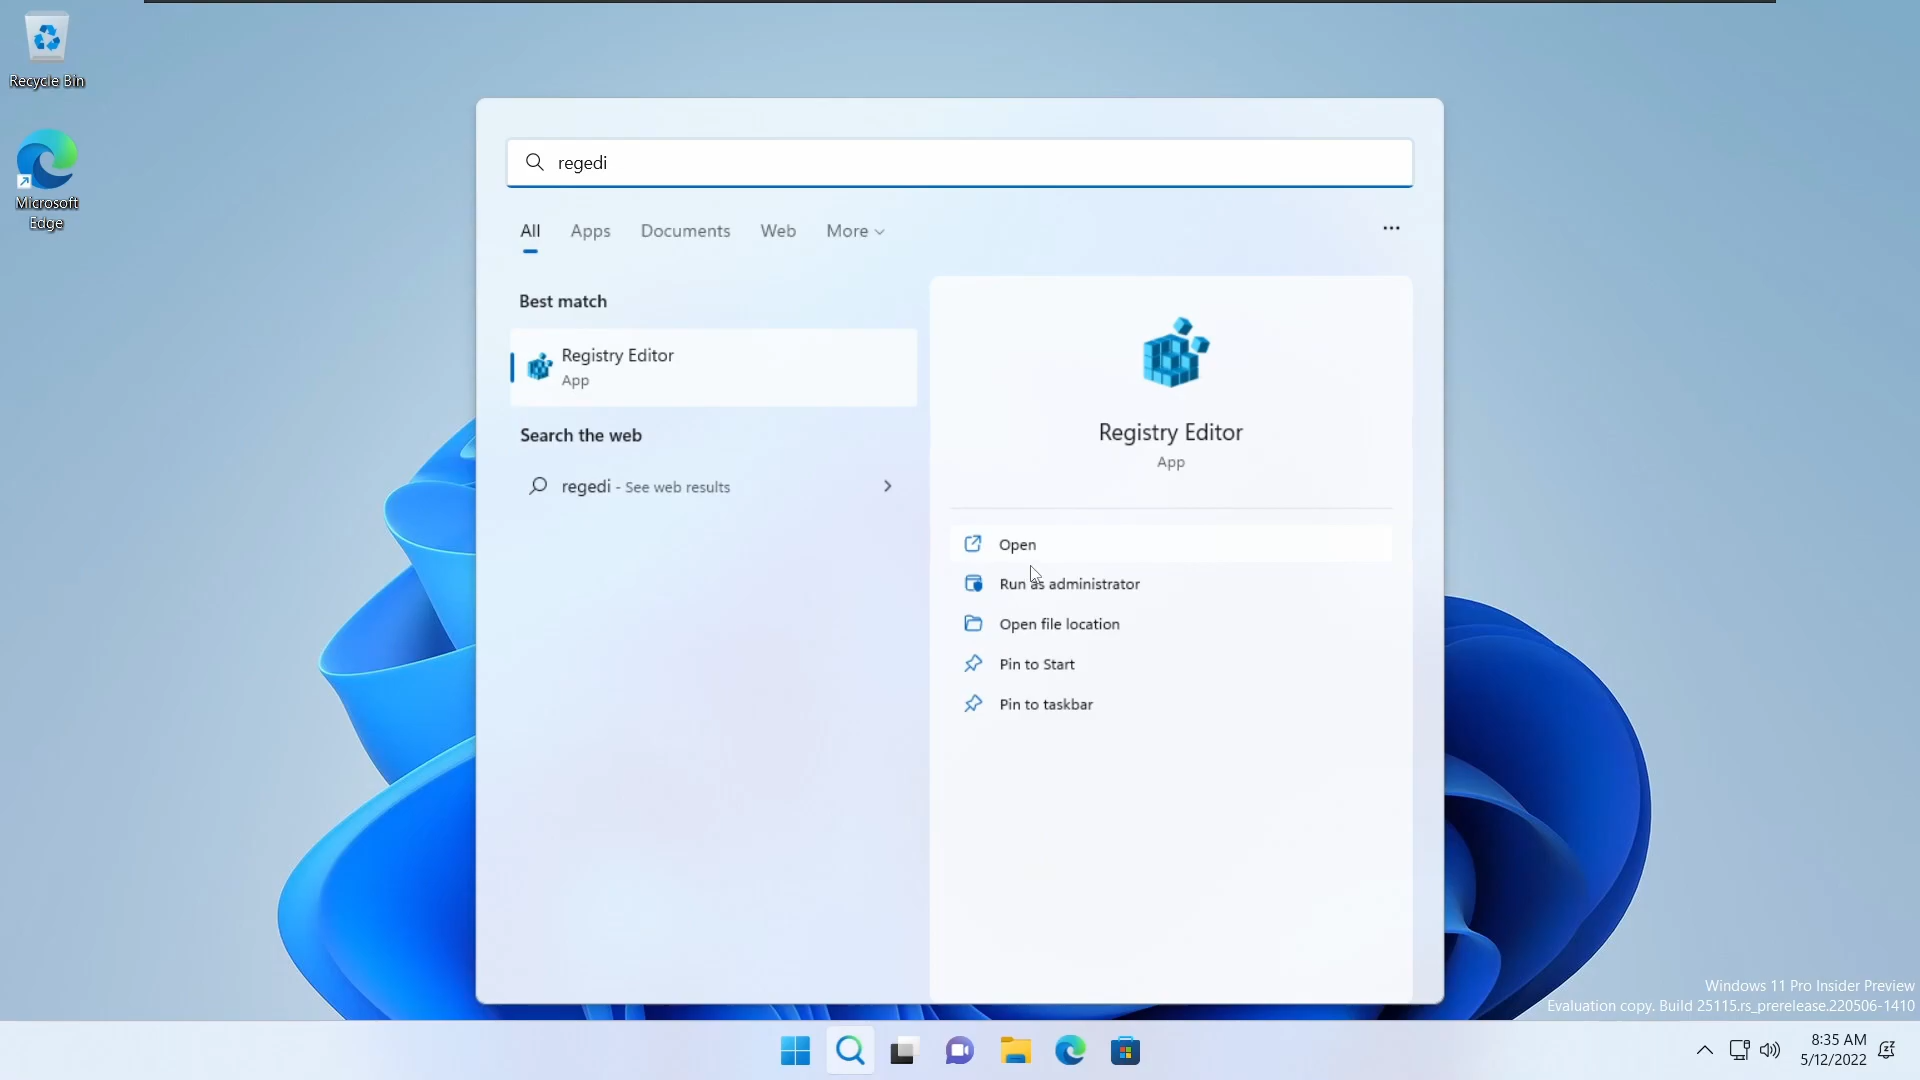 Recycle Bin
Microsoft
Edge
regedi
All
Apps
Documents
Web
More
Best match
Registry Editor
App
Search the web
regedi - See web results
Registry Editor
App
Open
Run as administrator
Open file location
Pin to Start
Pin to taskbar
Windows 11 Pro Insider Preview
Evaluation copy. Build 25115.rs_prerelease.220506-1410
8:35 AM
5/12/2022